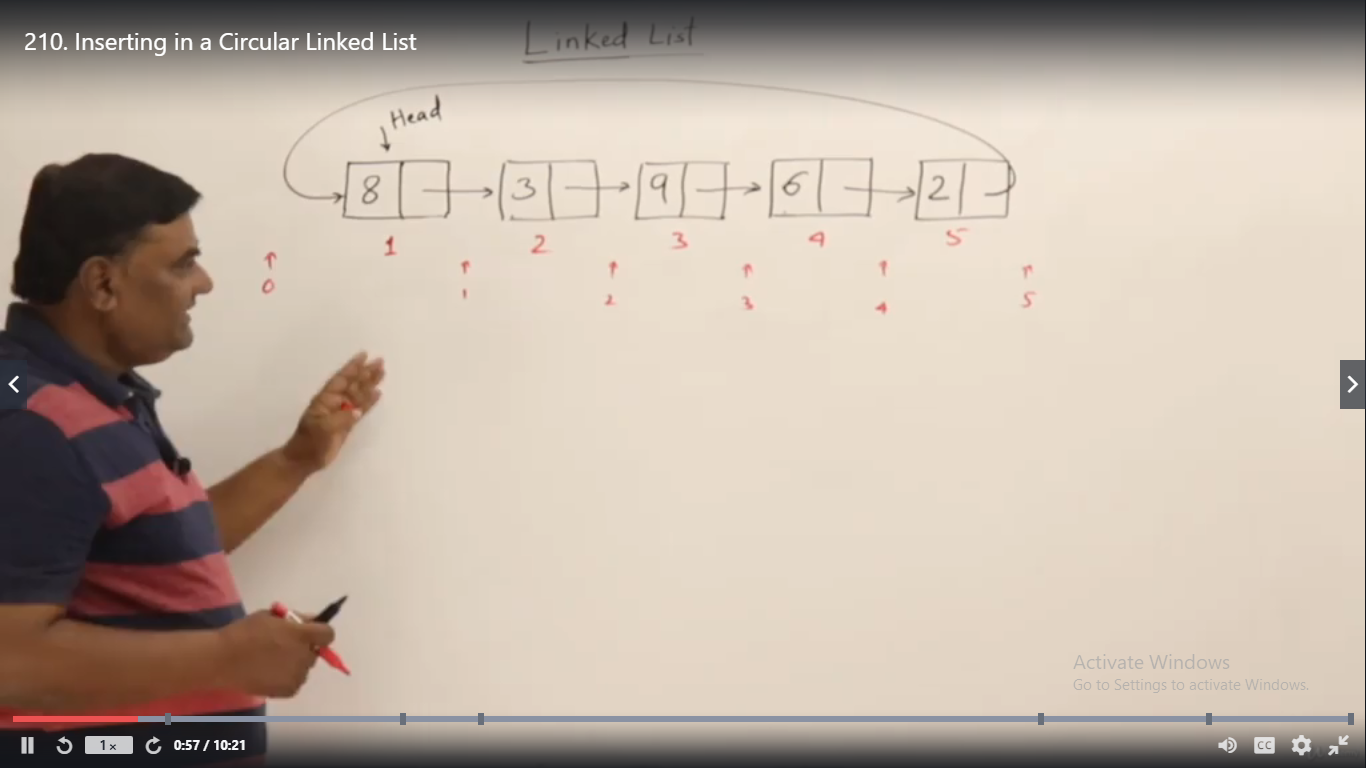 210. Inserting in a Circular Linked List
Linked List
Head
8 3 9 6 2
1 2 3 4 5
0 1 2 3 4 5
Activate Windows
Go to Settings to activate Windows.
1 x
0:57 / 10:21
CC